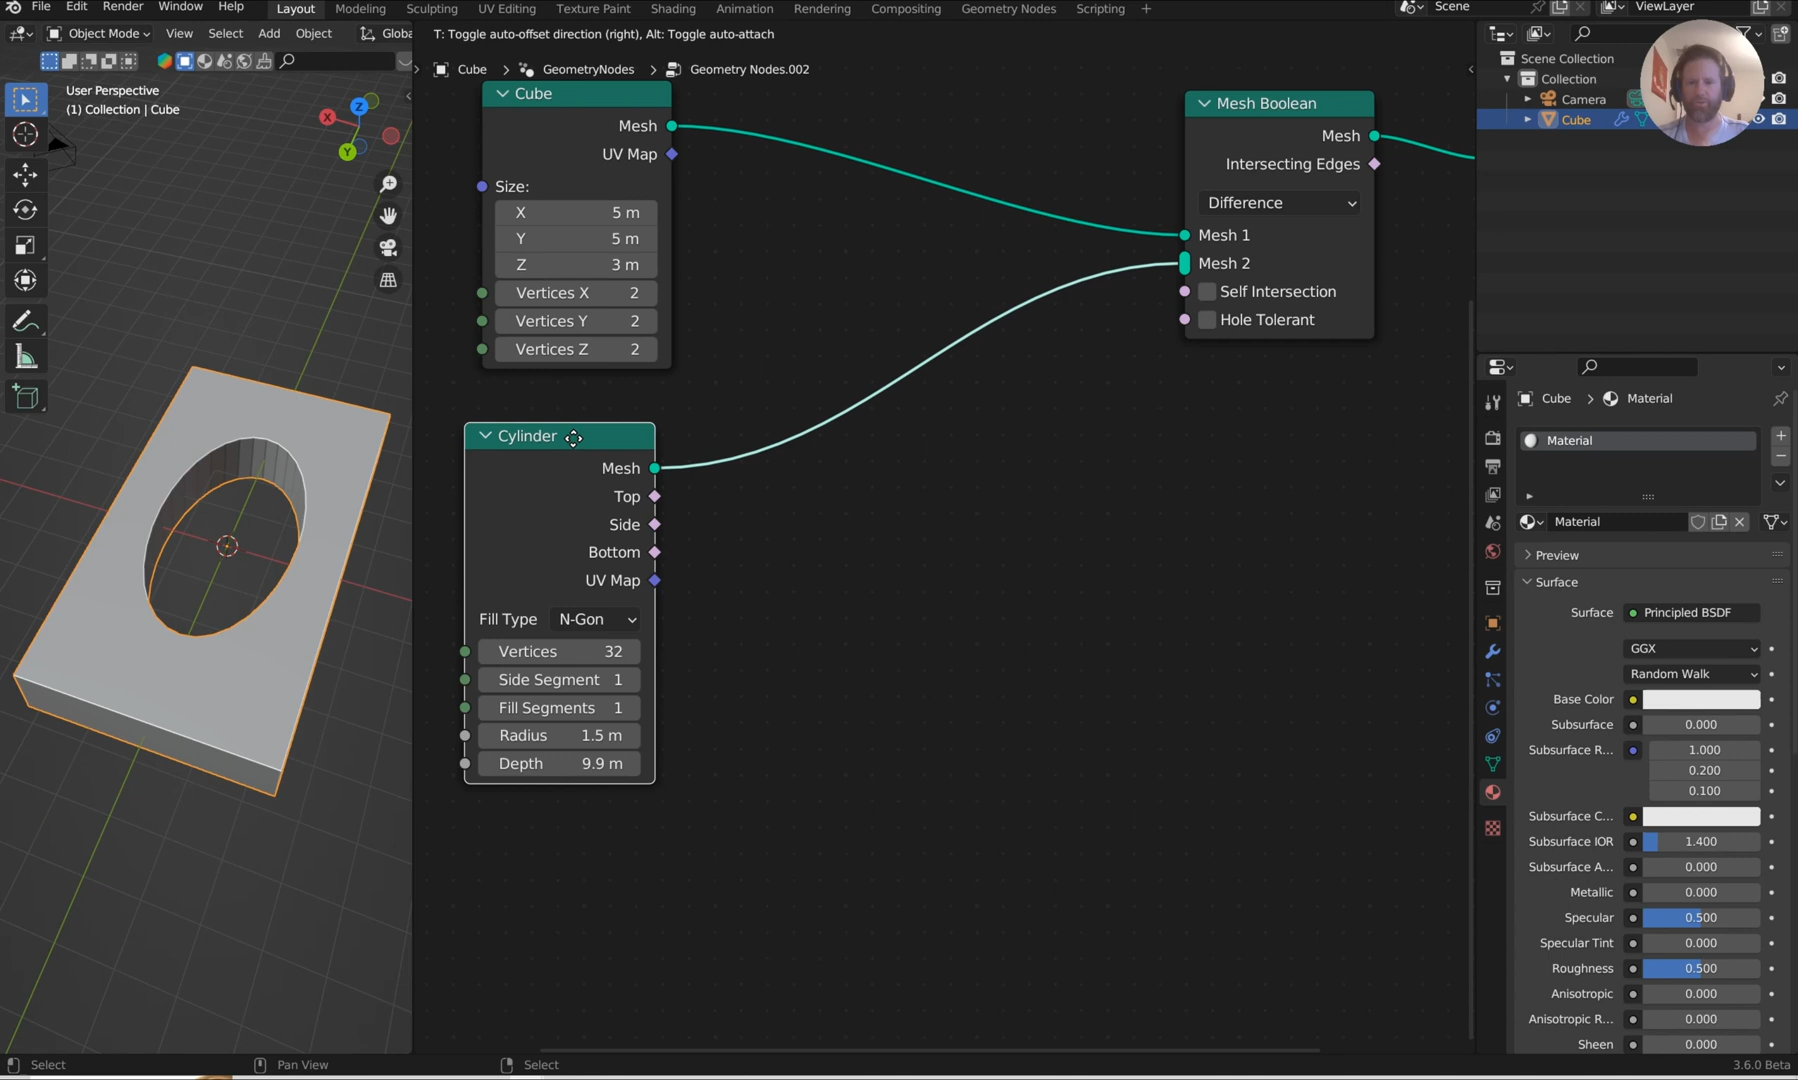 File Edit Render Window Help Layout Modeling Sculpting UV Editing Texture Paint Shading Animation Rendering Compositing Geometry Nodes Scripting + Scene ViewLayer
Object Mode View Select Add Object Globa
T: Toggle auto-offset direction (right), Alt: Toggle auto-attach
Cube > GeometryNodes > Geometry Nodes.002
User Perspective
(1) Collection | Cube
X
Z
Y
Cube
Mesh
UV Map
Size:
X 5 m
Y 5 m
Z 3 m
Vertices X 2
Vertices Y 2
Vertices Z 2
Cylinder
Mesh
Top
Side
Bottom
UV Map
Fill Type N-Gon
Vertices 32
Side Segment 1
Fill Segments 1
Radius 1.5 m
Depth 9.9 m
Mesh Boolean
Mesh
Intersecting Edges
Difference
Mesh 1
Mesh 2
Self Intersection
Hole Tolerant
Scene Collection
Collection
Camera
Cube
Cube > Material
Material
Material
Preview
Surface
Surface Principled BSDF
GGX
Random Walk
Base Color
Subsurface 0.000
Subsurface R... 1.000
0.200
0.100
Subsurface C...
Subsurface IOR 1.400
Subsurface A... 0.000
Metallic 0.000
Specular 0.500
Specular Tint 0.000
Roughness 0.500
Anisotropic 0.000
Anisotropic R... 0.000
Sheen 0.000
Select Pan View Select 3.6.0 Beta